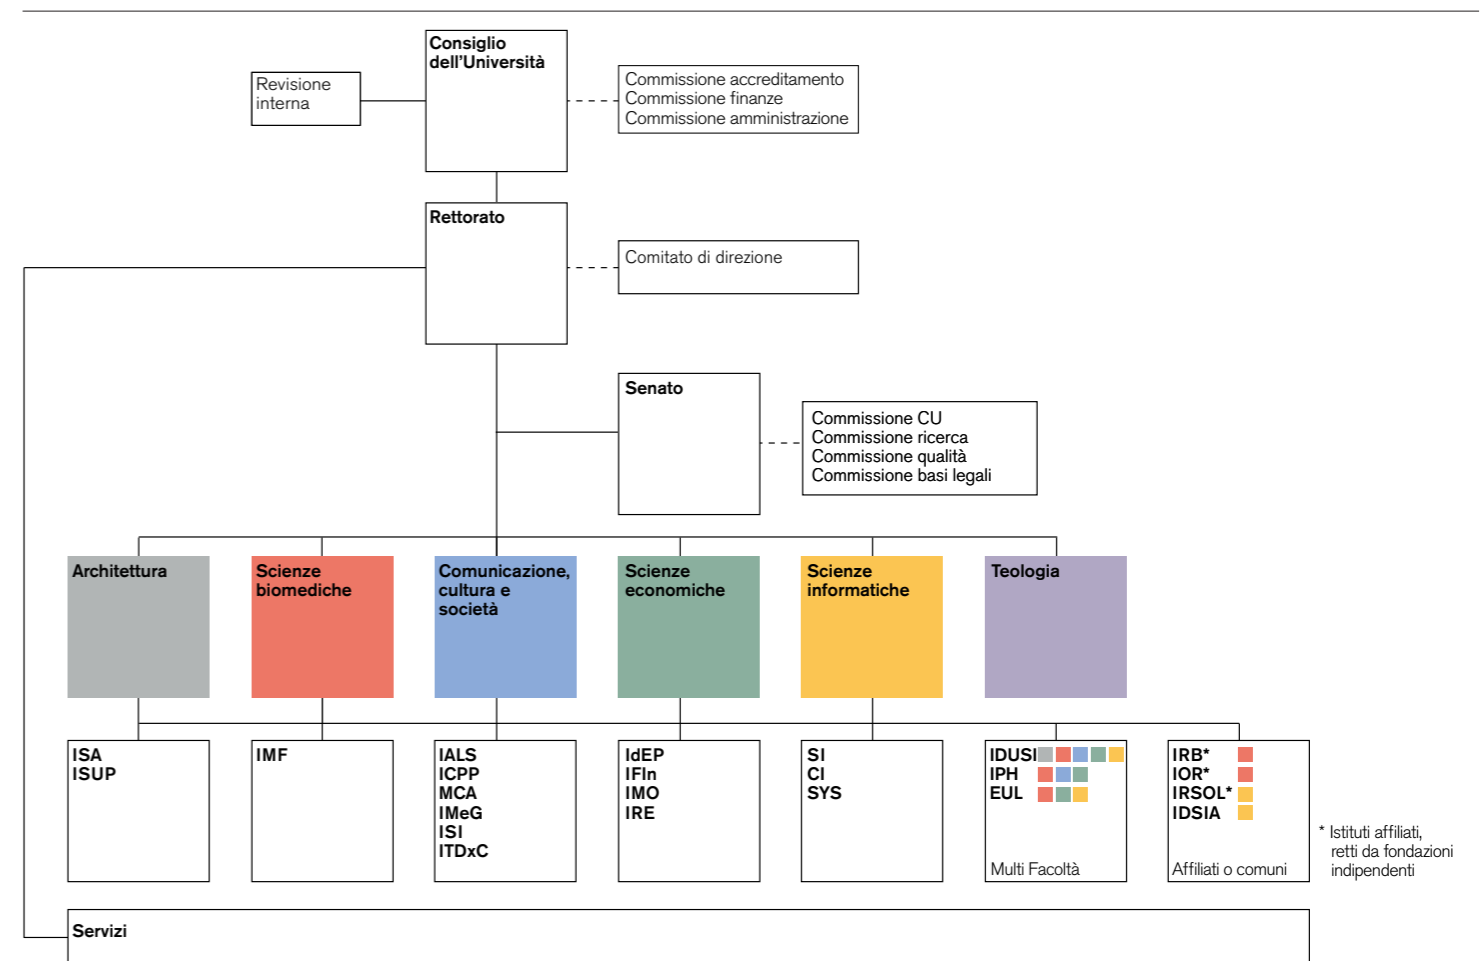 Consiglio
dell'Università
Revisione
interna
Commissione accreditamento
Commissione finanze
Commissione amministrazione
Rettorato
Comitato di direzione
Senato
Commissione CU
Commissione ricerca
Commissione qualità
Commissione basi legali
Architettura
Scienze
biomediche
Comunicazione,
cultura e
società
Scienze
economiche
Scienze
informatiche
Teologia
ISA
ISUP
IMF
IALS
ICPP
MCA
IMeG
ISI
ITDxC
IdEP
IFIn
IMO
IRE
SI
CI
SYS
IDUSI
IPH
EUL
Multi Facoltà
IRB*
IOR*
IRSOL*
IDSIA
Affiliati o comuni
* Istituti affiliati,
retti da fondazioni
indipendenti
Servizi